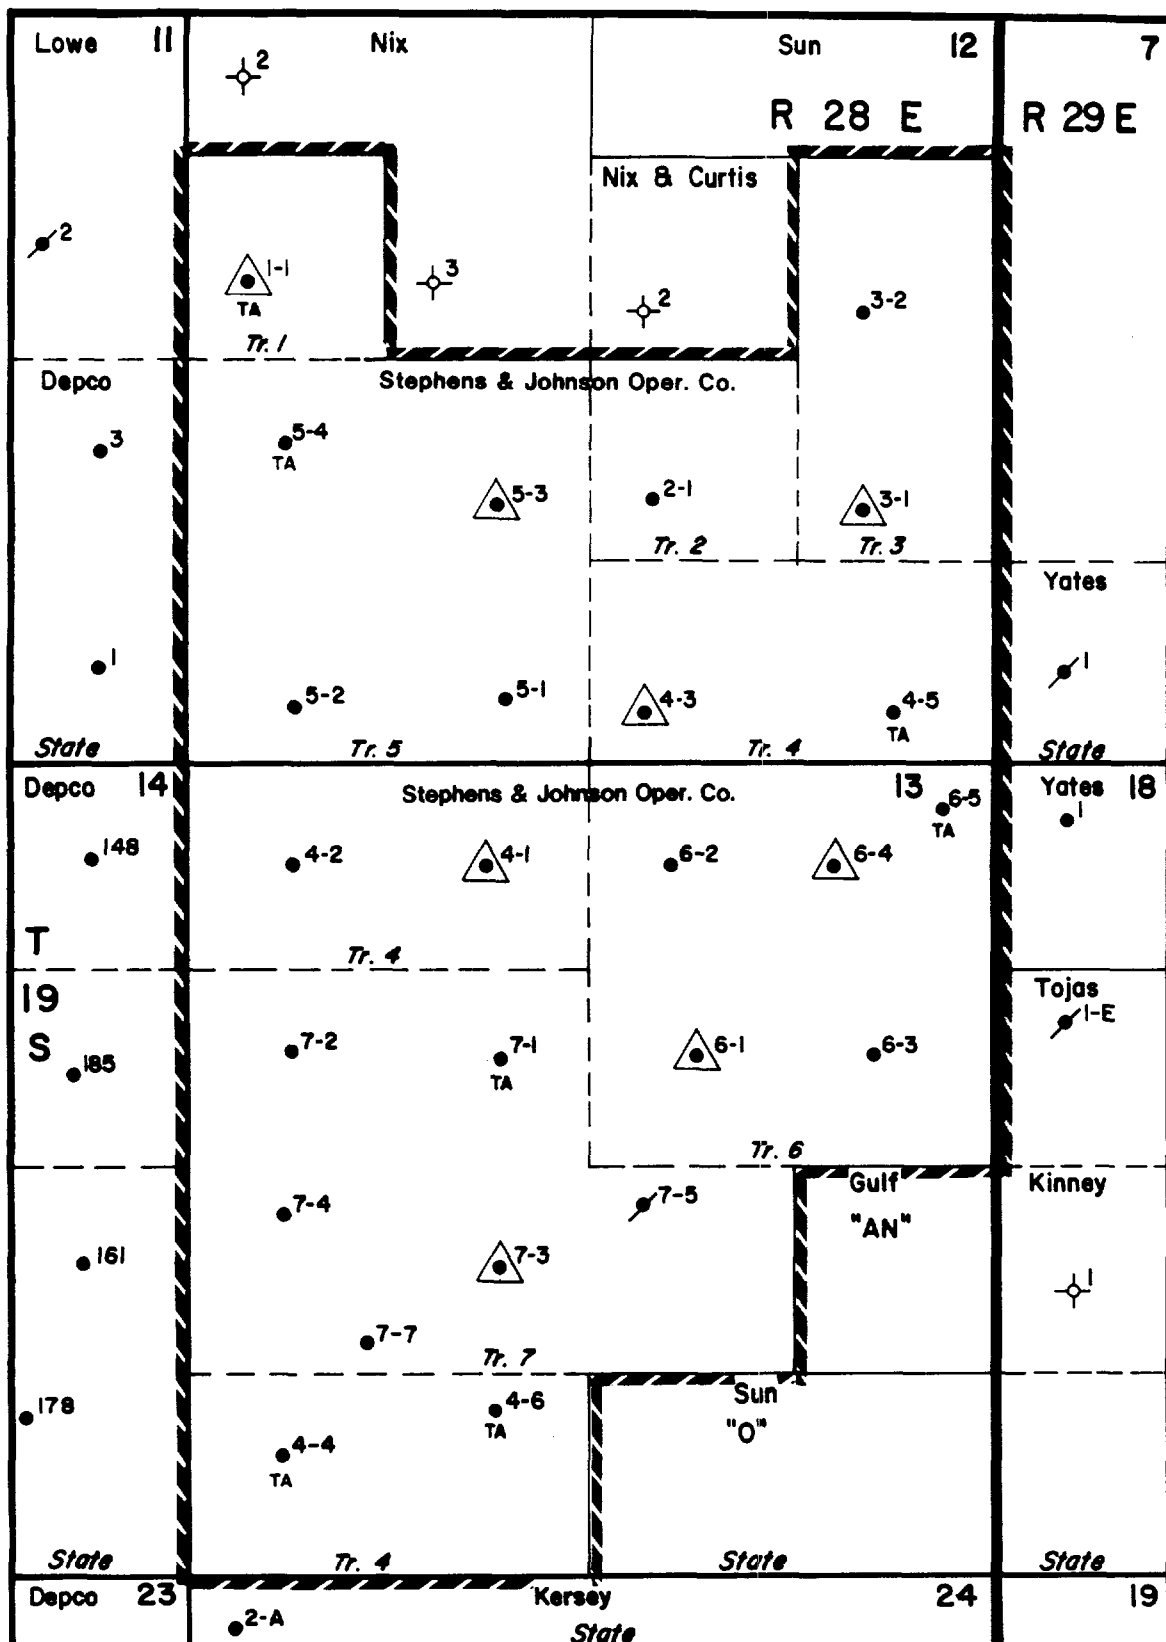 Lowe 11 Nix Sun 12 7
2
R 28 E R 29 E
Nix & Curtis
2
1-1 3 2 3-2
TA
Tr. 1
Depco Stephens & Johnson Oper. Co.
3 5-4
TA
5-3 2-1 3-1
Tr. 2 Tr. 3
Yates
1 1
5-2 5-1 4-3 4-5
TA
State Tr. 5 Tr. 4 State
Depco 14 Stephens & Johnson Oper. Co. 13 Yates 18
6-5 1
TA
148 4-2 4-1 6-2 6-4
T Tr. 4
19 Tojas
1-E
S 7-2 7-1 6-1 6-3
185 TA
Tr. 6
Gulf Kinney
7-4 7-5 "AN"
161 7-3 1
7-7
Tr. 7
178 4-6 Sun
TA "O"
4-4
TA
State Tr. 4 State State
Depco 23 Kersey 24 19
2-A State